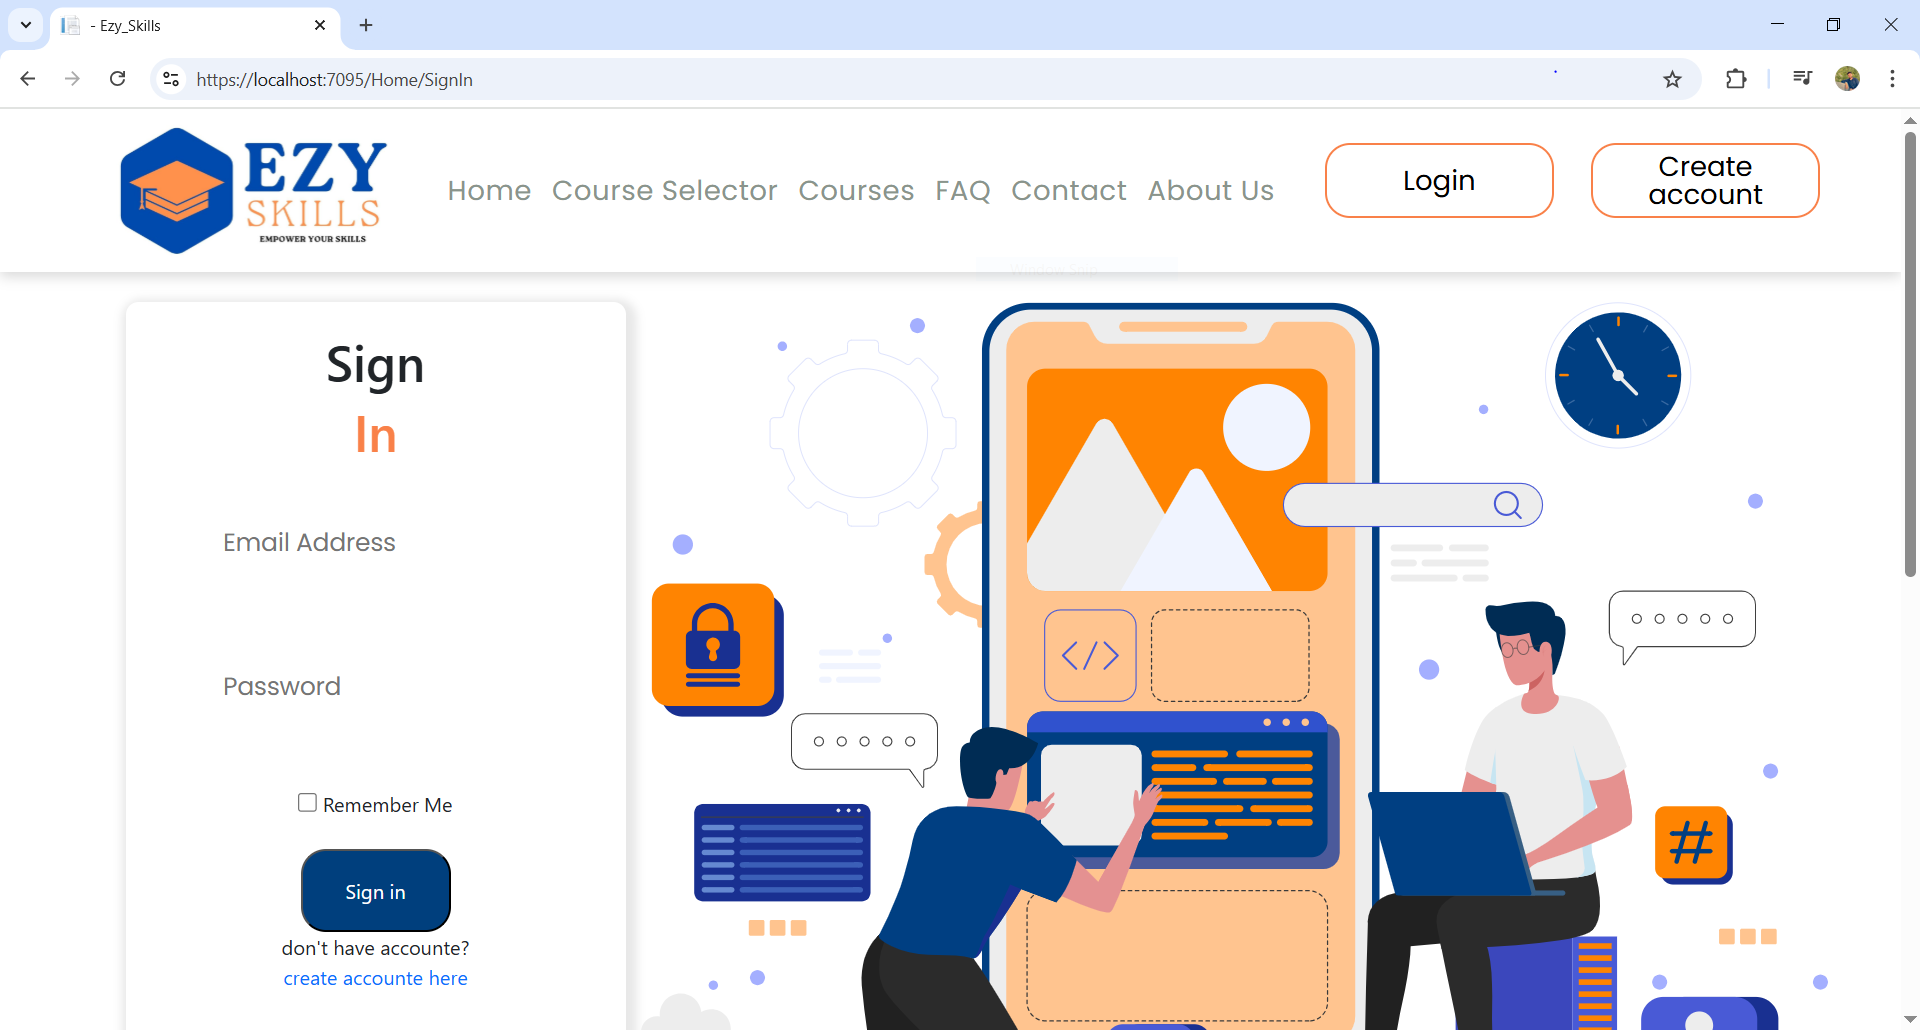 - Ezy_Skills
https://localhost:7095/Home/SignIn
EZY
SKILLS
EMPOWER YOUR SKILLS
Home Course Selector Courses FAQ Contact About Us
Login
Create
account
Sign
In
Email Address
Password
Remember Me
Sign in
don't have accounte?
create accounte here